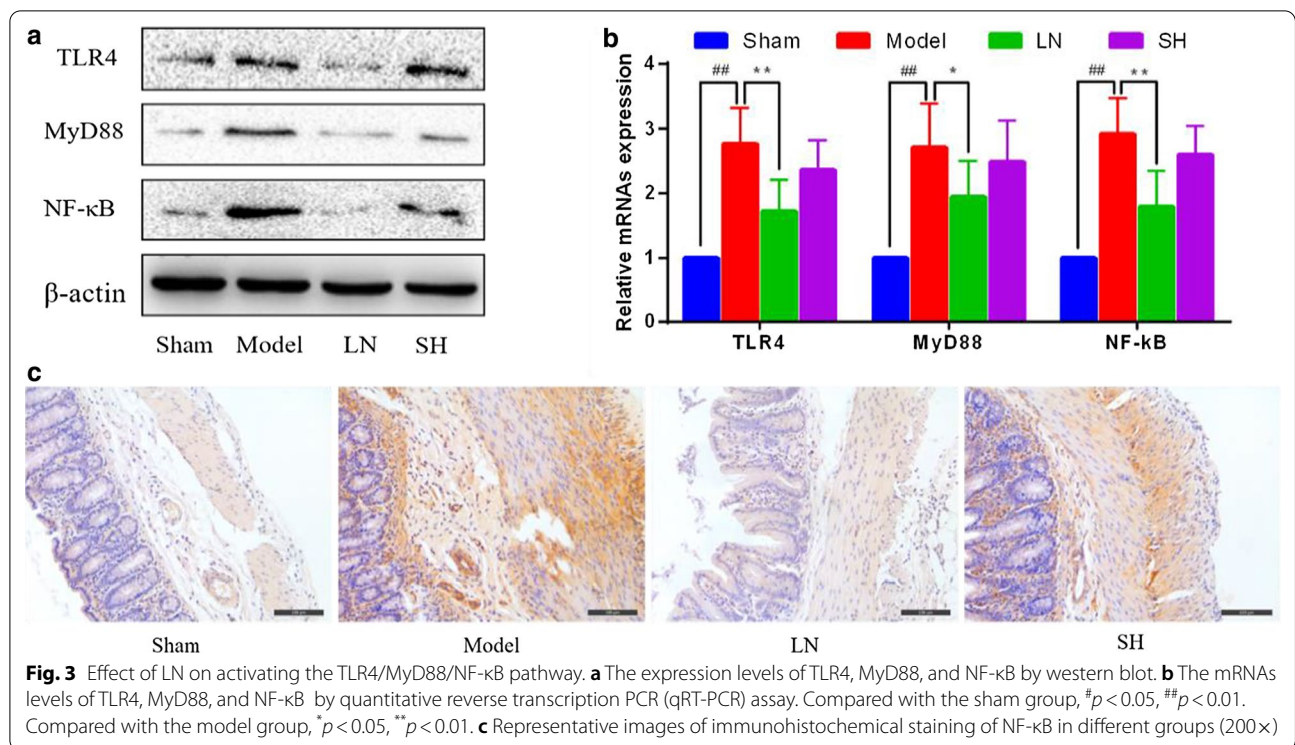 a
TLR4
MyD88
NF-κB
β-actin
Sham Model LN SH
b
Sham Model LN SH
Relative mRNAs expression
4
3
2
1
0
## ** ## * ## **
TLR4 MyD88 NF-kB
c
Sham Model LN SH
Fig. 3 Effect of LN on activating the TLR4/MyD88/NF-κB pathway. a The expression levels of TLR4, MyD88, and NF-κB by western blot. b The mRNAs
levels of TLR4, MyD88, and NF-κB by quantitative reverse transcription PCR (qRT-PCR) assay. Compared with the sham group, #p < 0.05, ##p < 0.01.
Compared with the model group, *p < 0.05, **p < 0.01. c Representative images of immunohistochemical staining of NF-κB in different groups (200×)